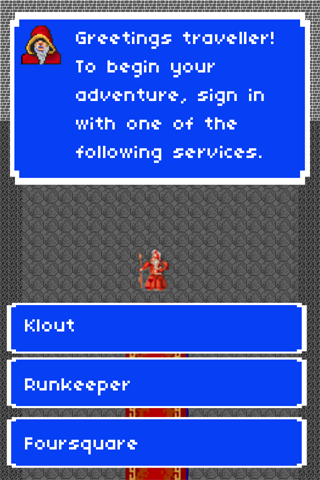 Greetings traveller!
To begin your
adventure, sign in
with one of the
following services.
Klout
Runkeeper
Foursquare